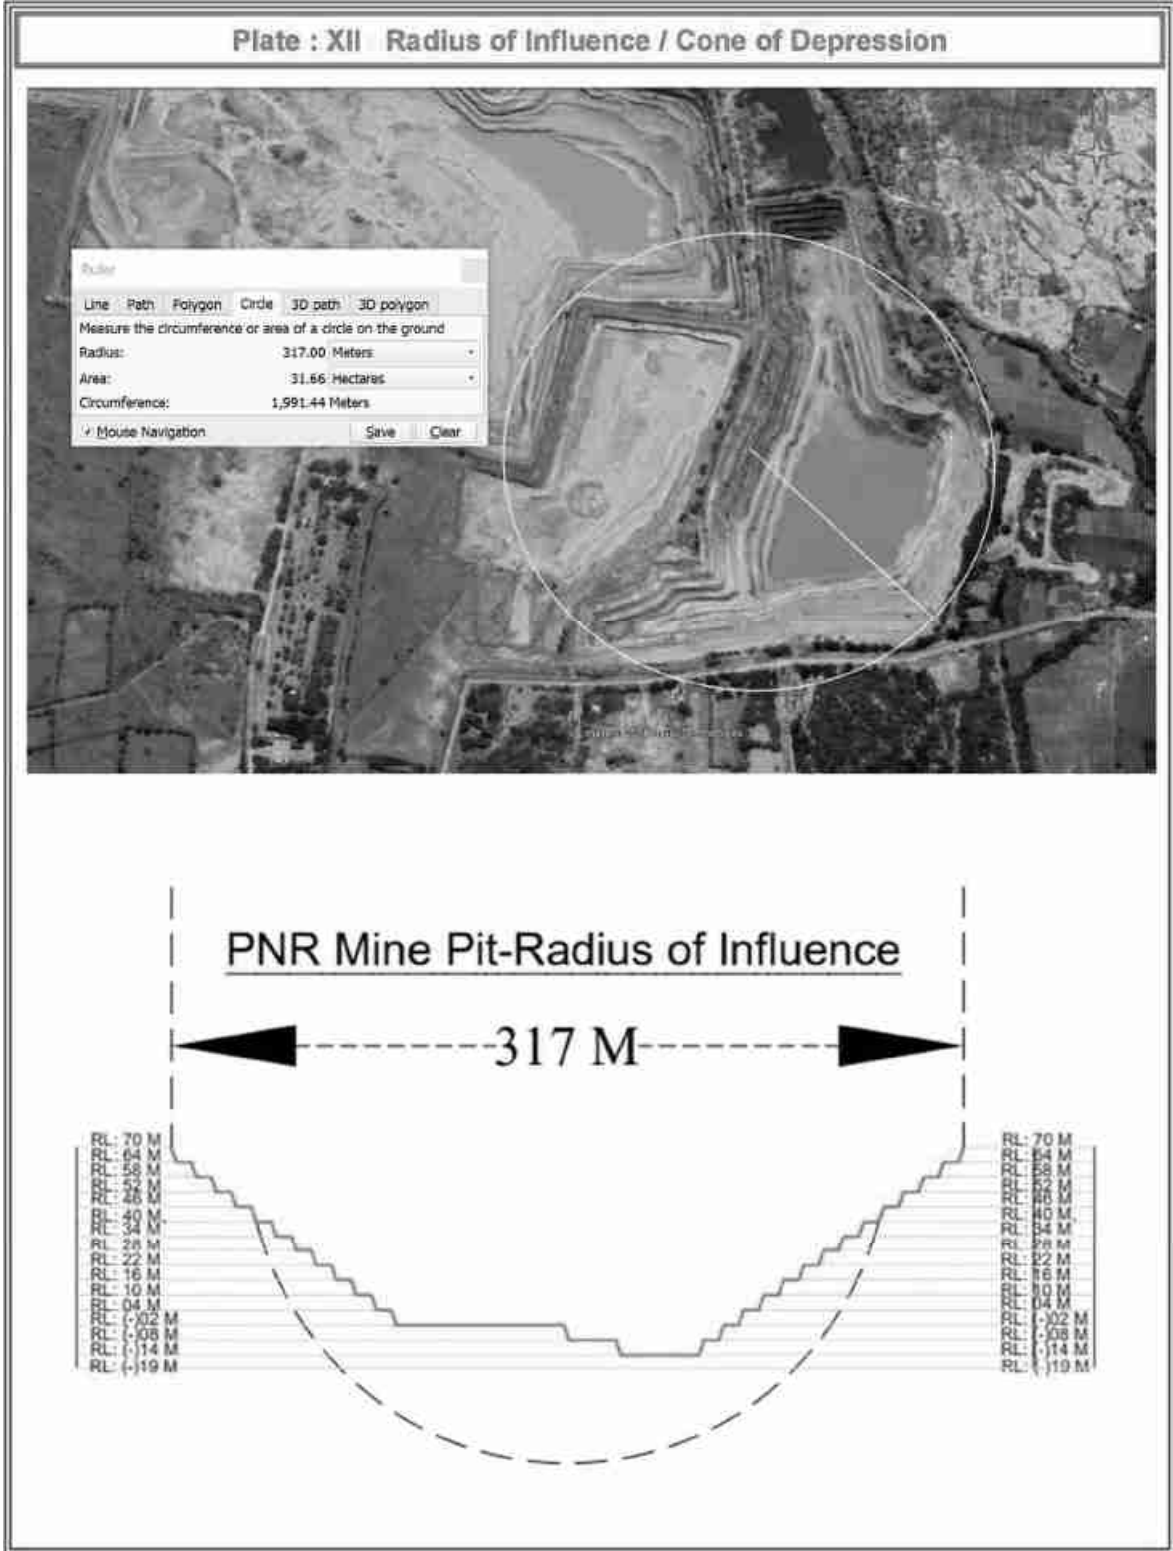 Plate : XII Radius of Influence / Cone of Depression
Ruler
Line Path Polygon Circle 3D path 3D polygon
Measure the circumference or area of a circle on the ground
Radius: 317.00 Meters
Area: 31.66 Hectares
Circumference: 1,991.44 Meters
Mouse Navigation Save Clear
PNR Mine Pit-Radius of Influence
317 M
RL: 70 M RL: 70 M
RL: 64 M RL: 64 M
RL: 58 M RL: 58 M
RL: 52 M RL: 52 M
RL: 46 M RL: 46 M
RL: 40 M RL: 40 M
RL: 34 M RL: 34 M
RL: 28 M RL: 28 M
RL: 22 M RL: 22 M
RL: 16 M RL: 16 M
RL: 10 M RL: 10 M
RL: 04 M RL: 04 M
RL: (-)02 M RL: (-)02 M
RL: (-)08 M RL: (-)08 M
RL: (-)14 M RL: (-)14 M
RL: (-)19 M RL: (-)19 M